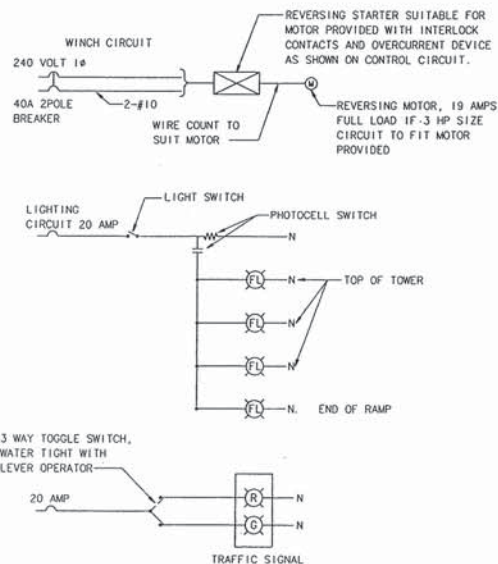 REVERSING STARTER SUITABLE FOR
MOTOR PROVIDED WITH INTERLOCK
CONTACTS AND OVERCURRENT DEVICE
AS SHOWN ON CONTROL CIRCUIT.
WINCH CIRCUIT
240 VOLT 1ø
40A 2POLE
BREAKER
2-#10
WIRE COUNT TO
SUIT MOTOR
M
REVERSING MOTOR, 19 AMPS
FULL LOAD IF 3 HP SIZE
CIRCUIT TO FIT MOTOR
PROVIDED
LIGHT SWITCH
LIGHTING
CIRCUIT 20 AMP
PHOTOCELL SWITCH
N
FL N
TOP OF TOWER
FL N
FL N
FL N. END OF RAMP
3 WAY TOGGLE SWITCH,
WATER TIGHT WITH
LEVER OPERATOR
20 AMP
R N
G N
TRAFFIC SIGNAL